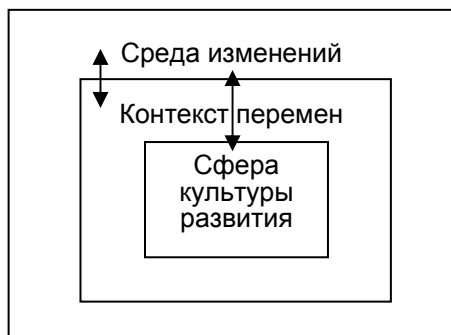 Среда изменений
Контекст перемен
Сфера
культуры
развития